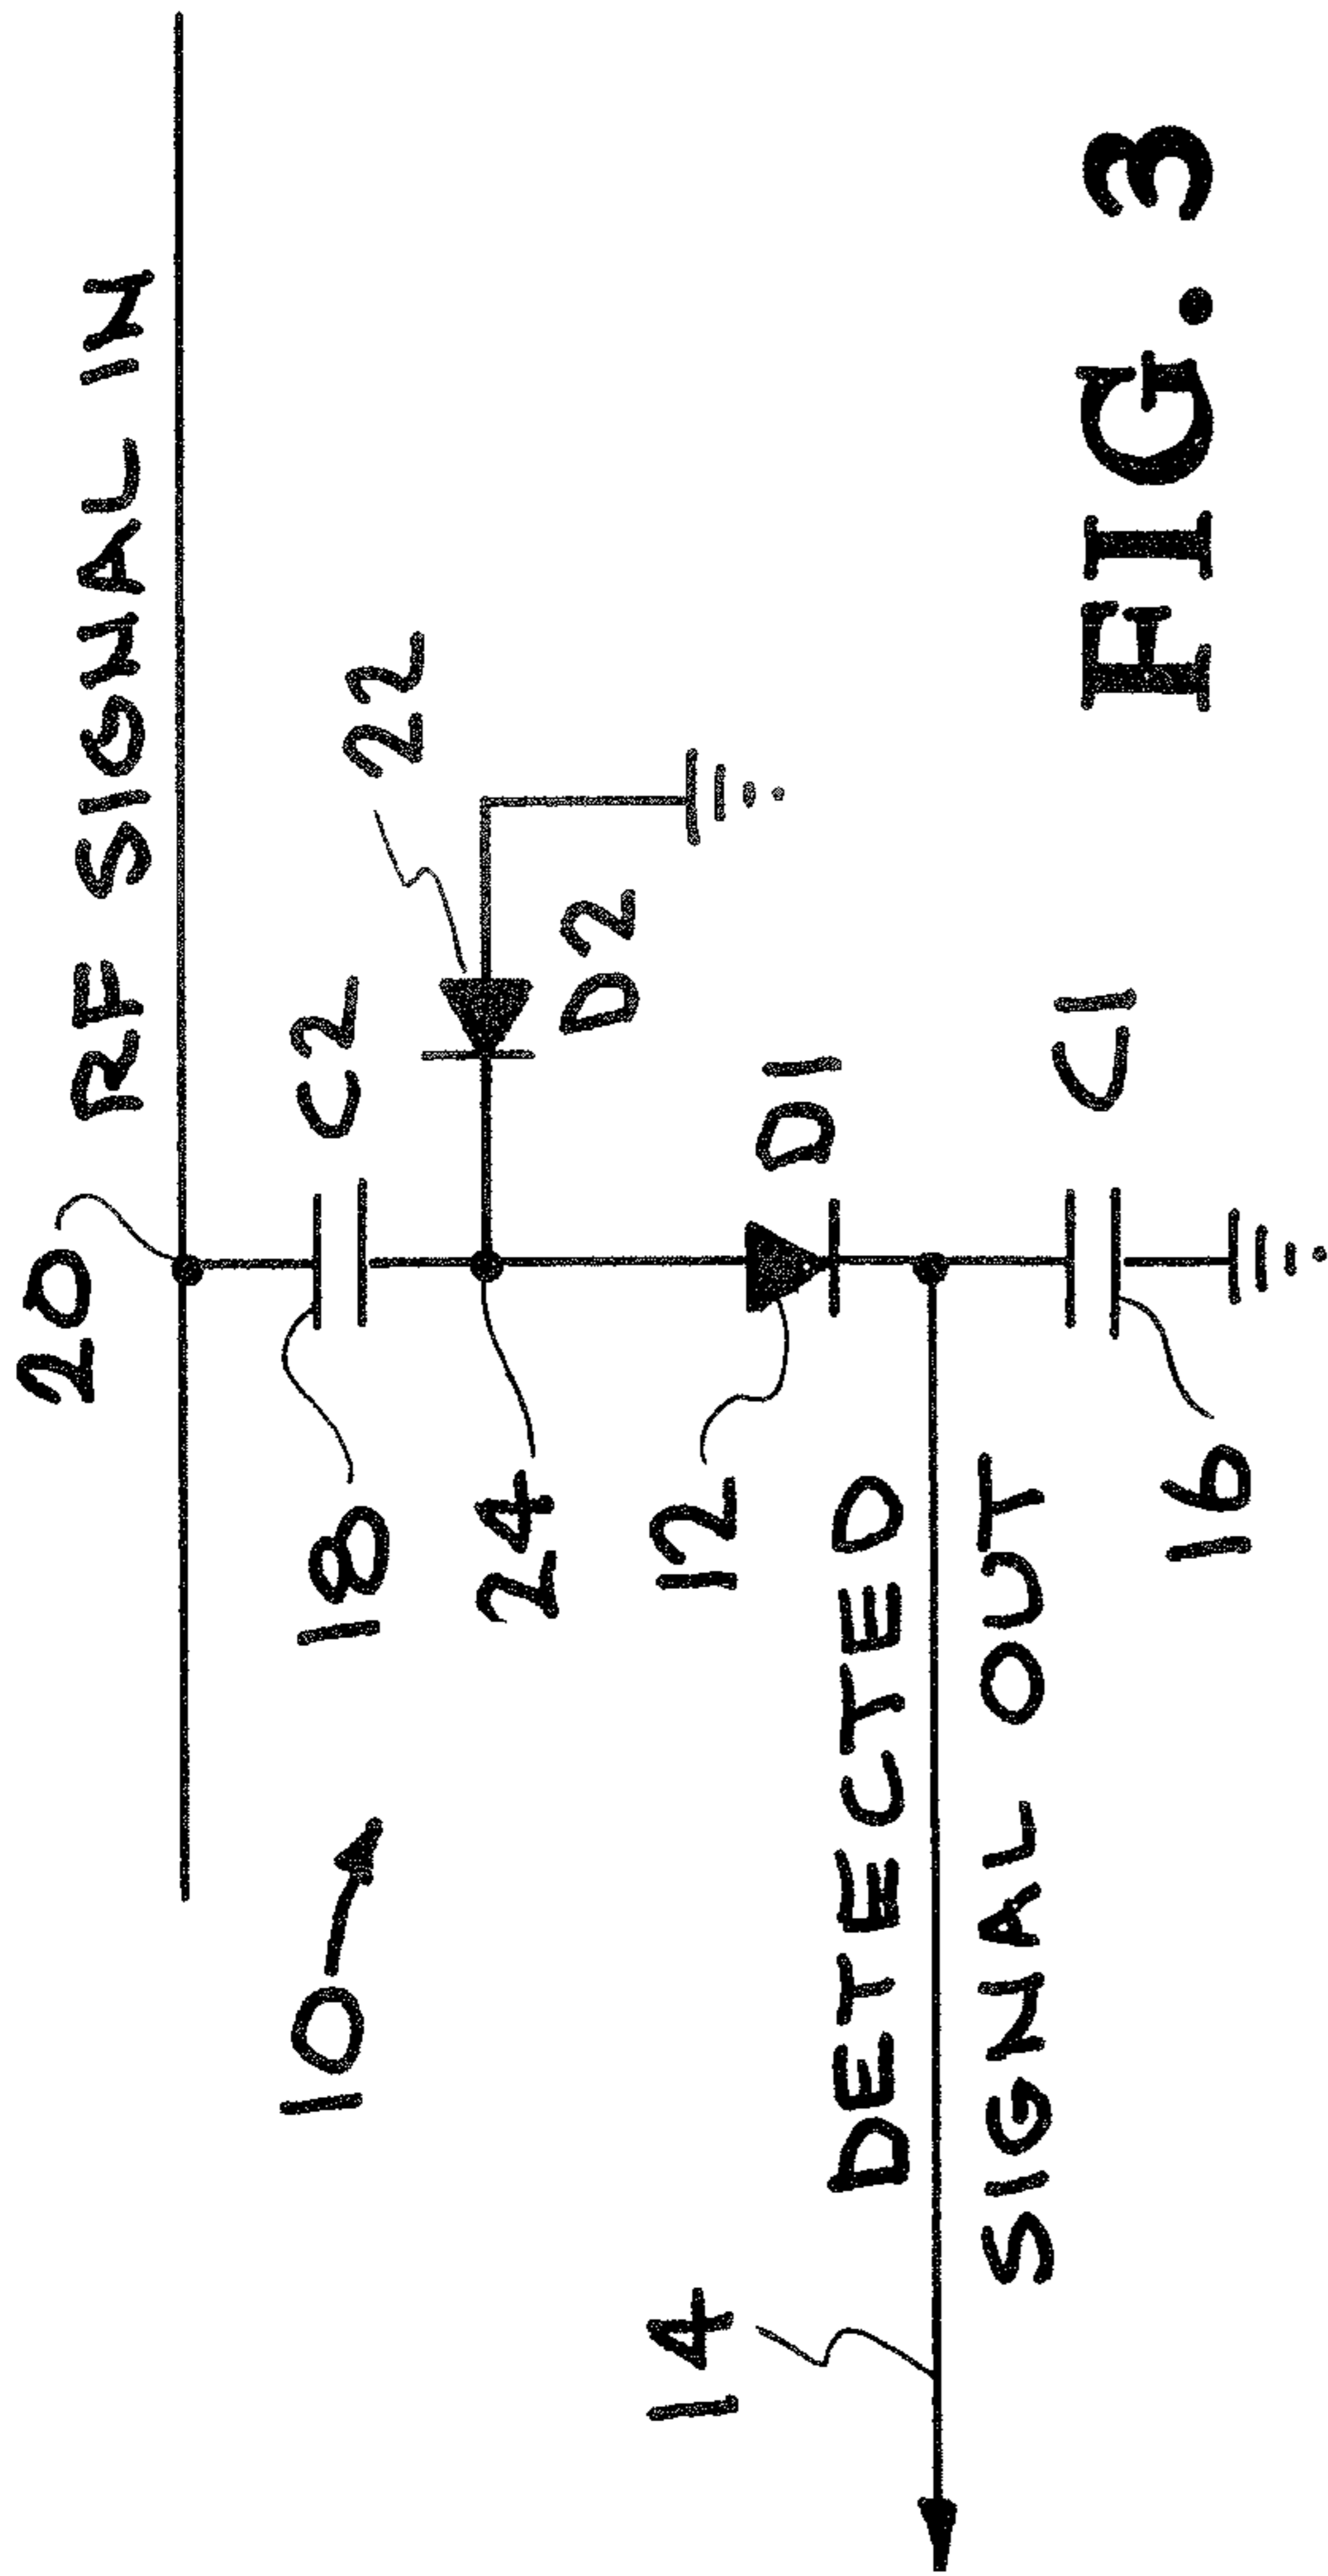 20
RF SIGNAL IN
10
18
C2
22
24
D2
12
D1
14
DETECTED
SIGNAL OUT
C1
16
FIG. 3